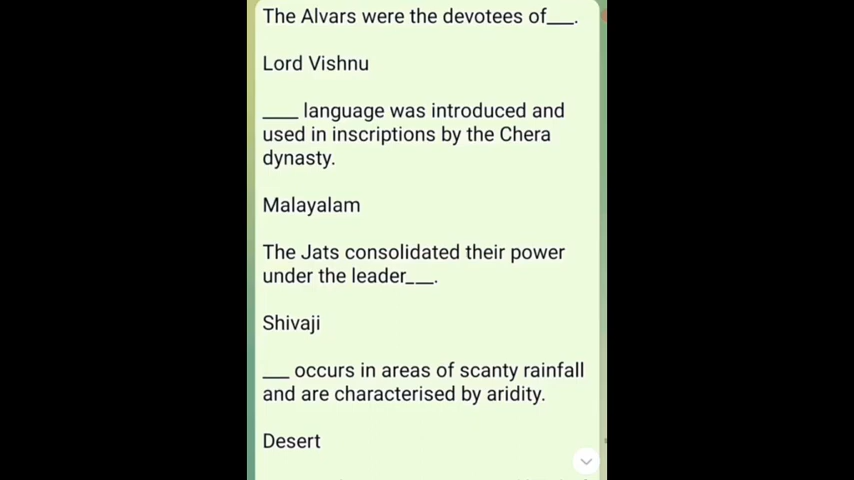 The Alvars were the devotees of___.
Lord Vishnu
____ language was introduced and
used in inscriptions by the Chera
dynasty.
Malayalam
The Jats consolidated their power
under the leader___.
Shivaji
___ occurs in areas of scanty rainfall
and are characterised by aridity.
Desert